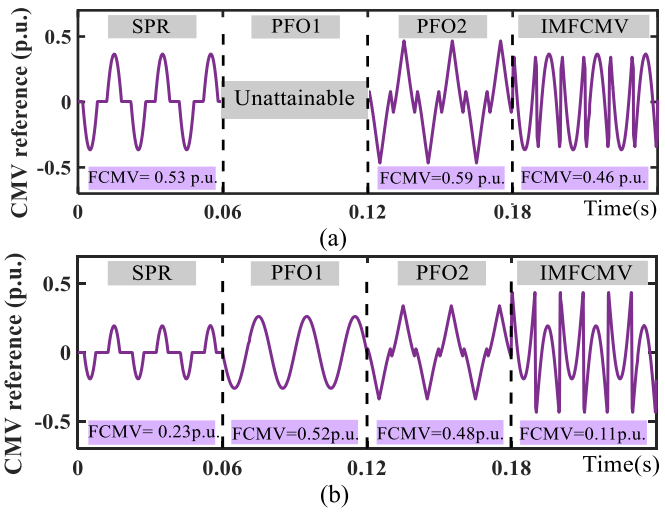 SPR PFO1 PFO2 IMFCMV
CMV reference (p.u.)
0.5
0
-0.5
Unattainable
FCMV= 0.53 p.u. FCMV=0.59 p.u. FCMV=0.46 p.u.
0 0.06 0.12 0.18 Time(s)
(a)
SPR PFO1 PFO2 IMFCMV
CMV reference (p.u.)
0.5
0
-0.5
FCMV= 0.23p.u. FCMV=0.52p.u. FCMV=0.48p.u. FCMV=0.11p.u.
0 0.06 0.12 0.18 Time(s)
(b)